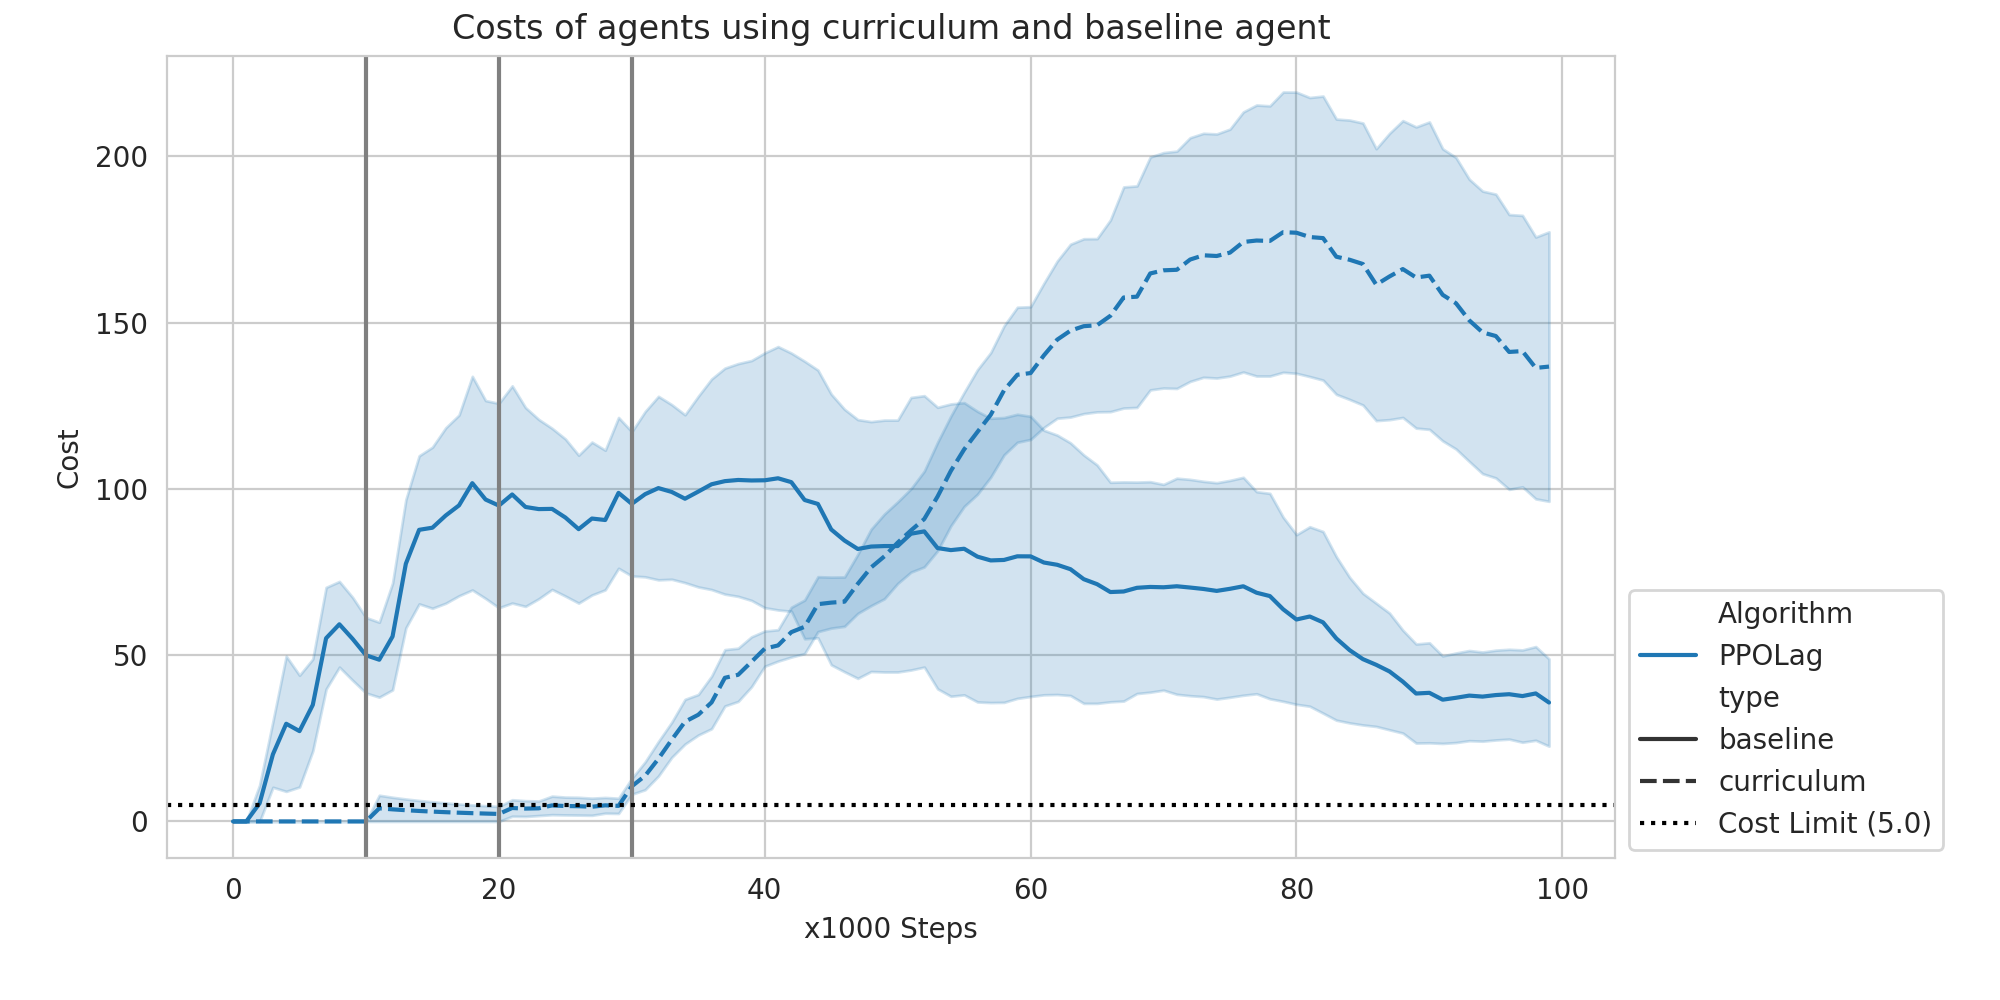 Costs of agents using curriculum and baseline agent
200
150
100
50
0
Cost
0 20 40 60 80 100
x1000 Steps
Algorithm
PPOLag
type
baseline
curriculum
Cost Limit (5.0)